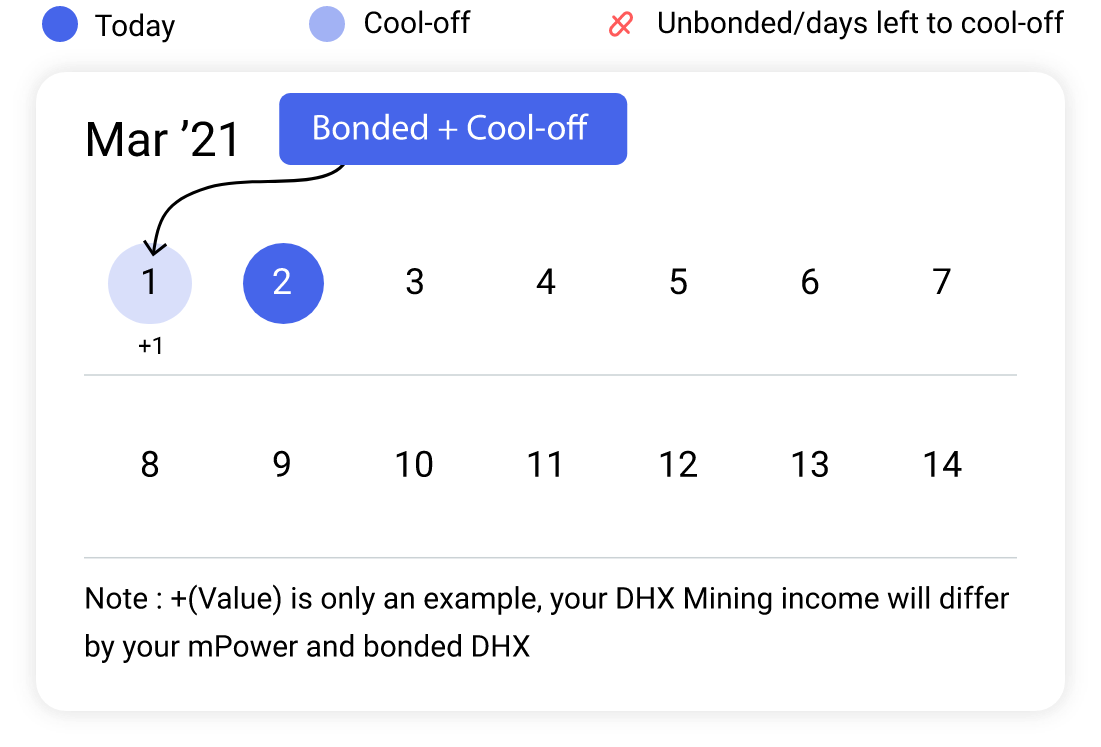 Today Cool-off Unbonded/days left to cool-off
Mar ’21 Bonded + Cool-off
1 2 3 4 5 6 7
+1
8 9 10 11 12 13 14
Note : +(Value) is only an example, your DHX Mining income will differ
by your mPower and bonded DHX